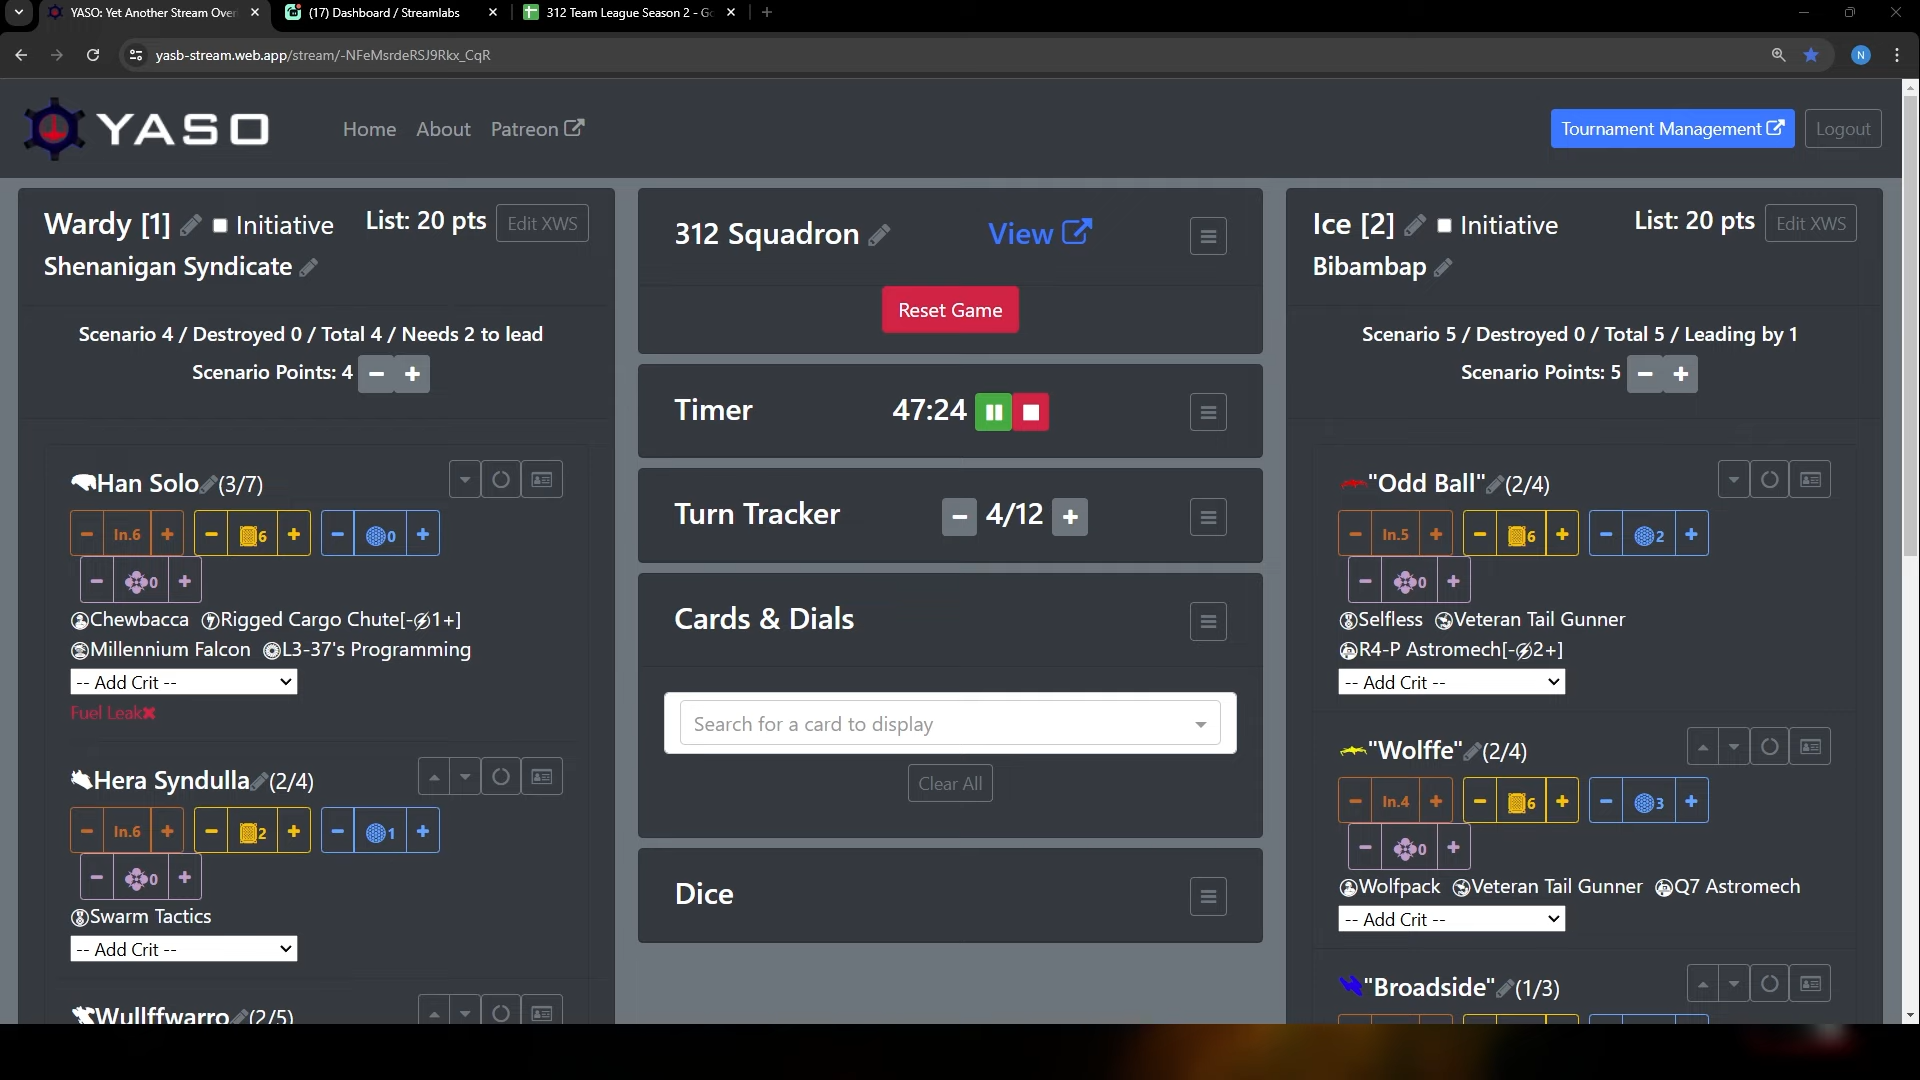 YASO: Yet Another Stream Over
(17) Dashboard / Streamlabs
312 Team League Season 2 - Go
yasb-stream.web.app/stream/-NFeMsrdeRSJ9Rkx_CqR
N
YASO
Home
About
Patreon
Tournament Management
Logout
Wardy [1]
Initiative
List: 20 pts
Edit XWS
Shenanigan Syndicate
Scenario 4 / Destroyed 0 / Total 4 / Needs 2 to lead
Scenario Points: 4
- +
Han Solo (3/7)
- In.6 + - 6 + - 0 +
- 0 +
Chewbacca Rigged Cargo Chute[-1+]
Millennium Falcon L3-37's Programming
-- Add Crit --
Fuel Leak
Hera Syndulla (2/4)
- In.6 + - 2 + - 1 +
- 0 +
Swarm Tactics
-- Add Crit --
Wullffwarro (2/5)
312 Squadron
View
Reset Game
Timer
47:24
Turn Tracker
- 4/12 +
Cards & Dials
Search for a card to display
Clear All
Dice
Ice [2]
Initiative
List: 20 pts
Edit XWS
Bibambap
Scenario 5 / Destroyed 0 / Total 5 / Leading by 1
Scenario Points: 5
- +
"Odd Ball" (2/4)
- In.5 + - 6 + - 2 +
- 0 +
Selfless Veteran Tail Gunner
R4-P Astromech[-2+]
-- Add Crit --
"Wolffe" (2/4)
- In.4 + - 6 + - 3 +
- 0 +
Wolfpack Veteran Tail Gunner Q7 Astromech
-- Add Crit --
"Broadside" (1/3)